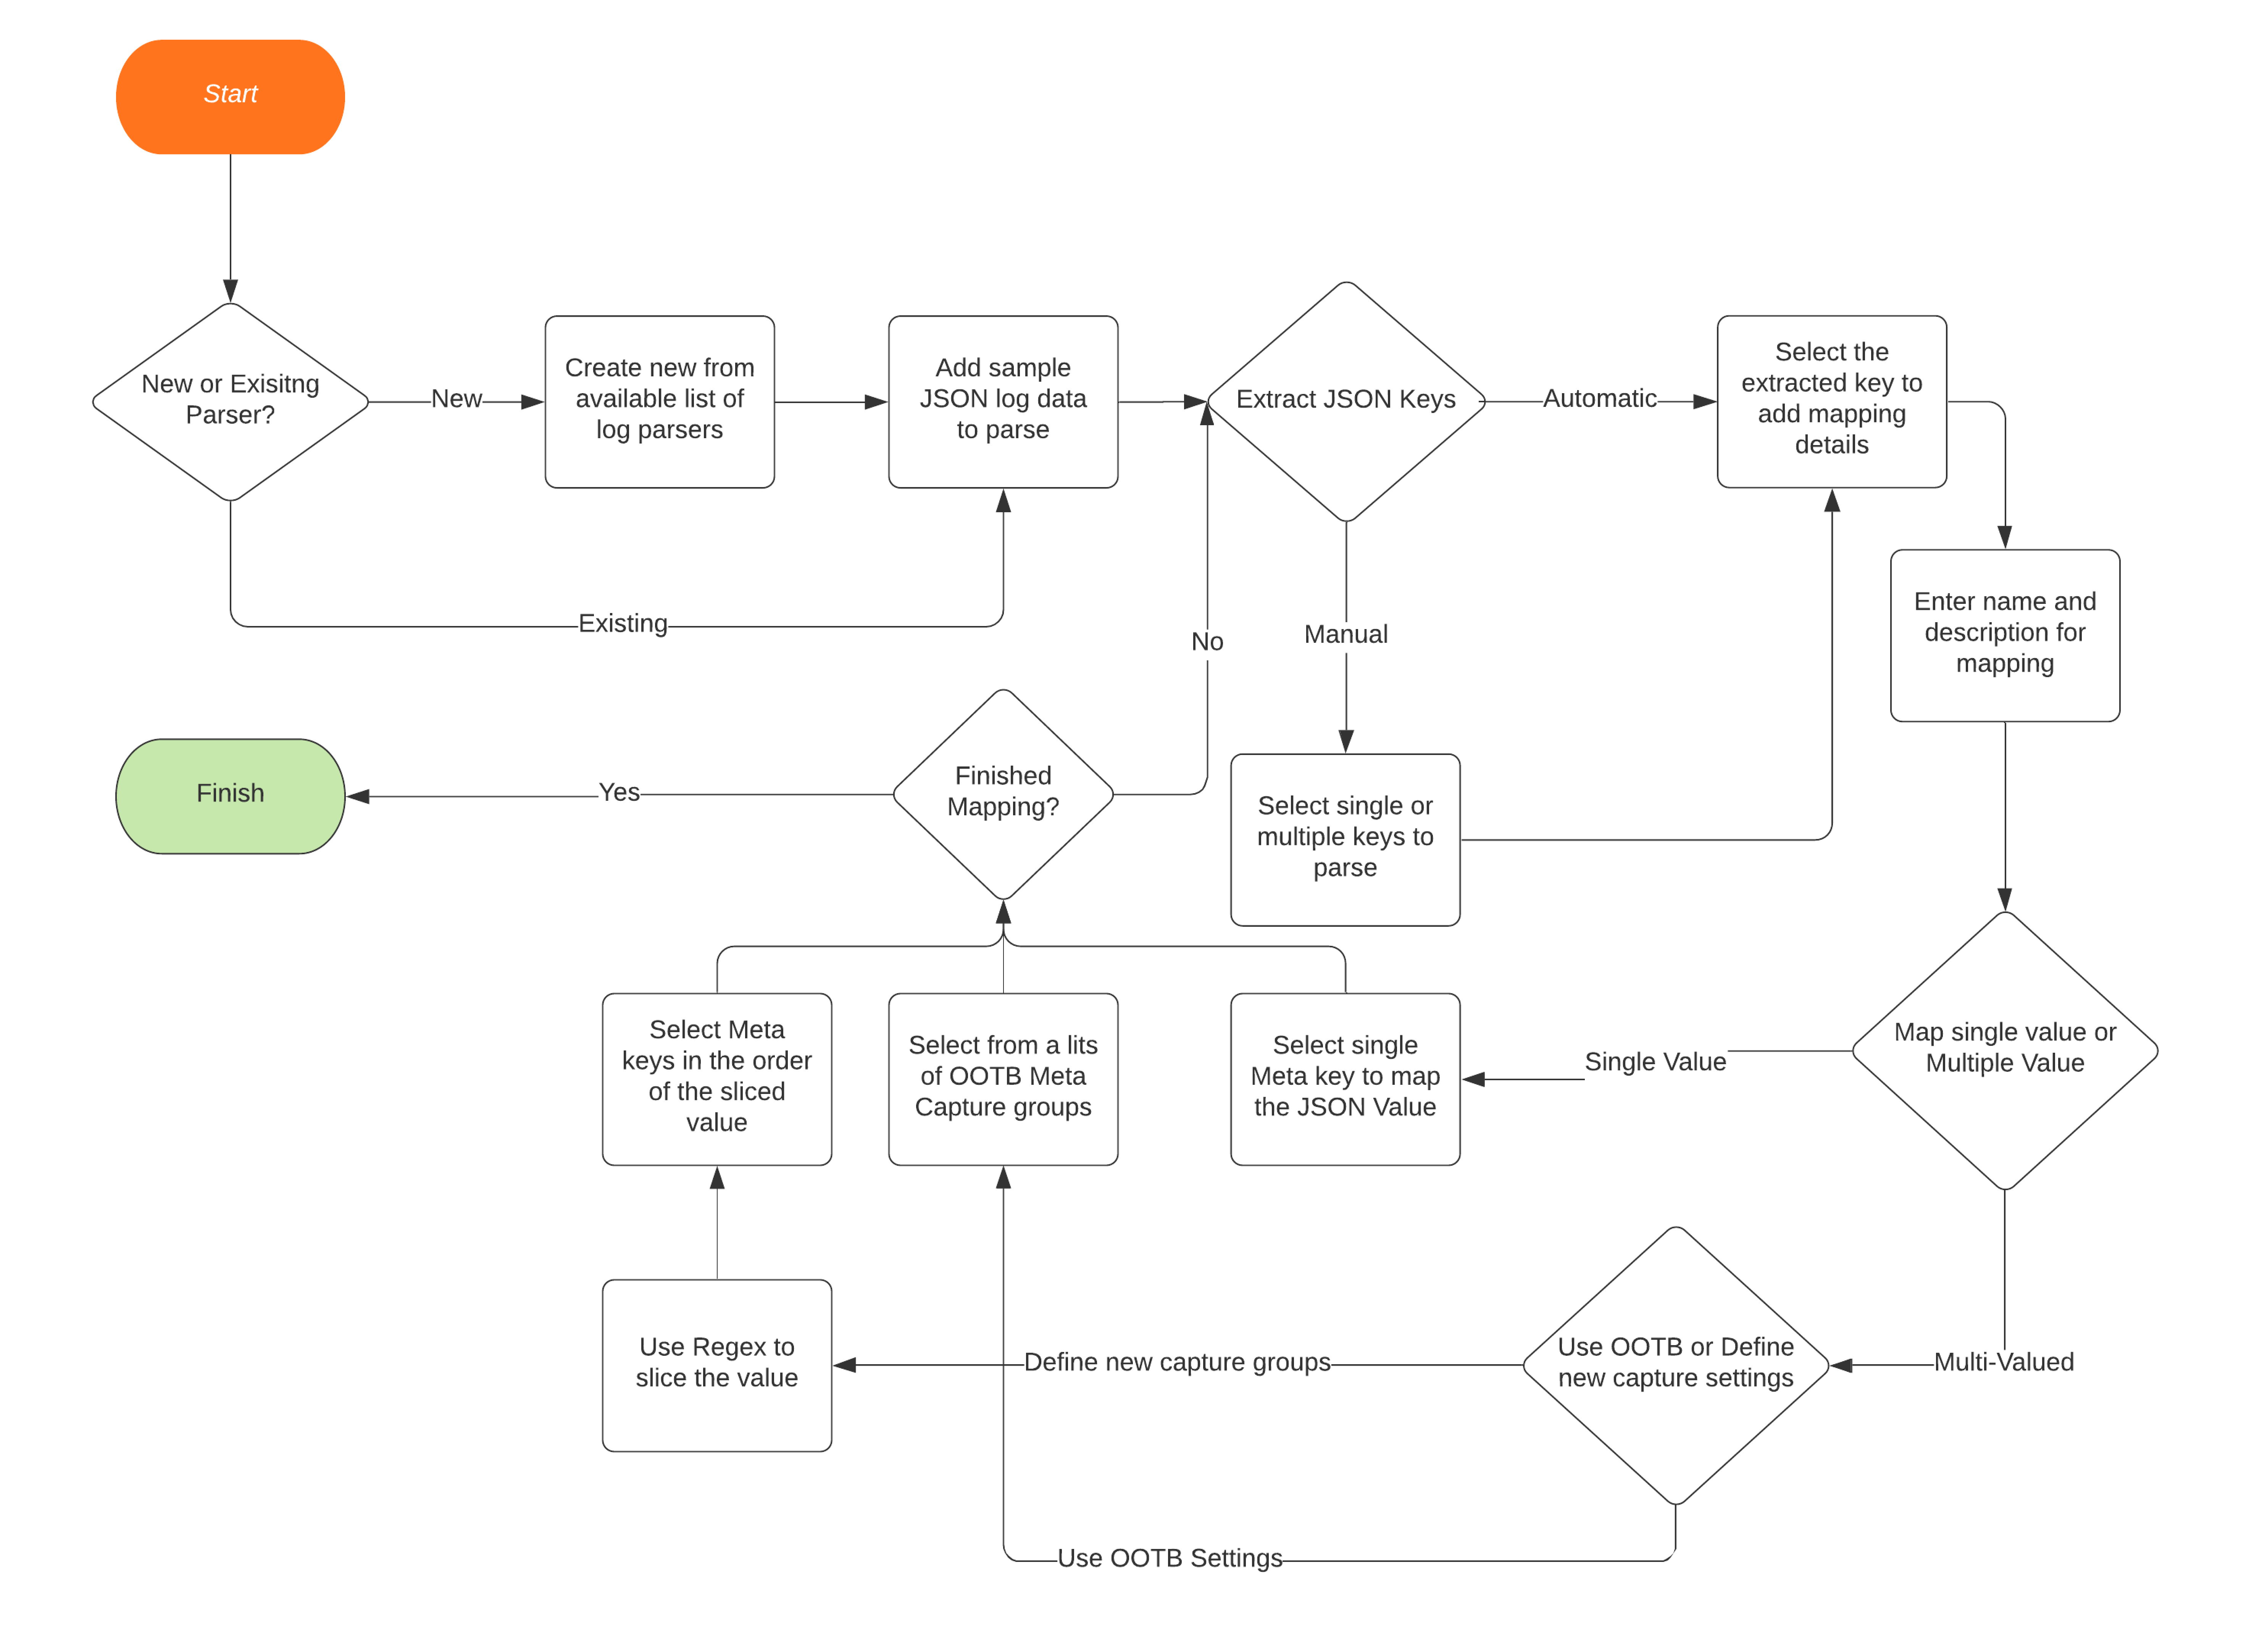 Start
New or Exisitng
Parser?
New
Create new from
available list of
log parsers
Add sample
JSON log data
to parse
Extract JSON Keys
Automatic
Select the
extracted key to
add mapping
details
Existing
No
Manual
Enter name and
description for
mapping
Finish
Yes
Finished
Mapping?
Select single or
multiple keys to
parse
Select Meta
keys in the order
of the sliced
value
Select from a lits
of OOTB Meta
Capture groups
Select single
Meta key to map
the JSON Value
Single Value
Map single value or
Multiple Value
Use Regex to
slice the value
Define new capture groups
Use OOTB or Define
new capture settings
Multi-Valued
Use OOTB Settings